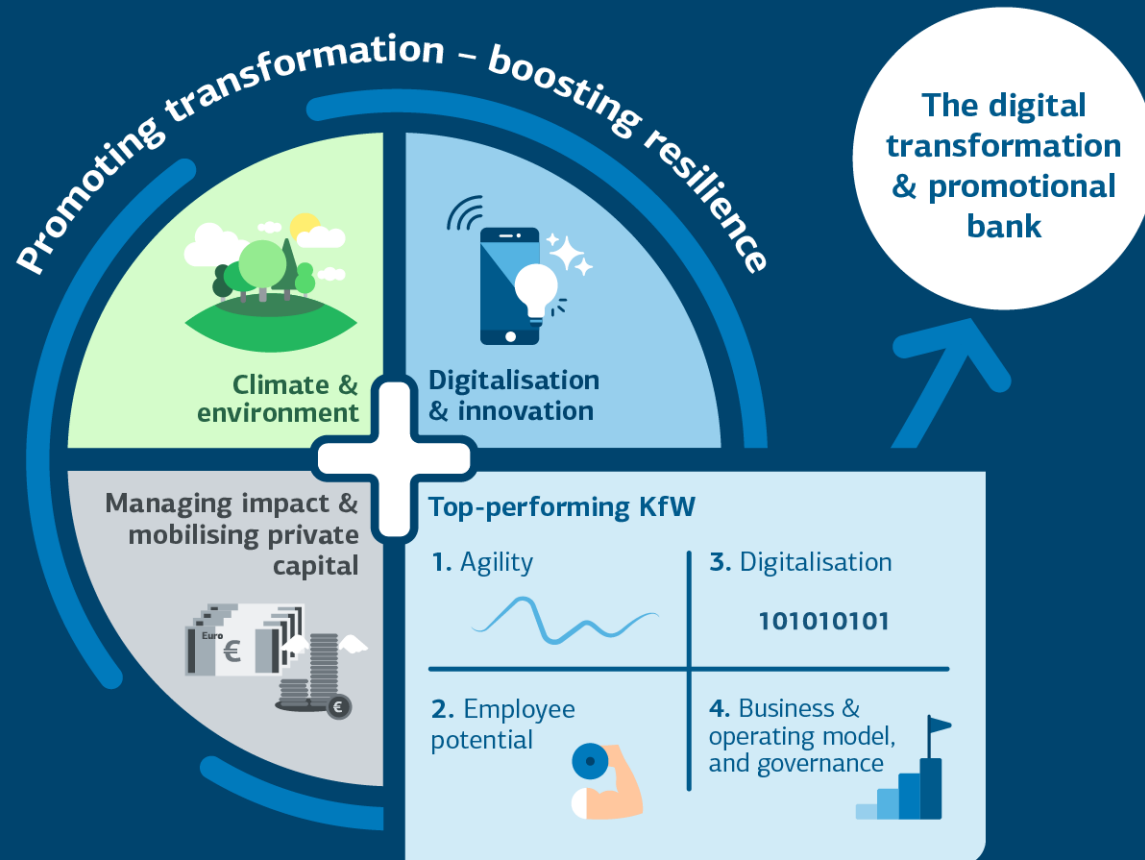 Promoting transformation – boosting resilience
The digital
transformation
& promotional
bank
Climate &
environment
Digitalisation
& innovation
Managing impact &
mobilising private
capital
Euro
€
€
Top-performing KfW
1. Agility
3. Digitalisation
101010101
2. Employee
potential
4. Business &
operating model,
and governance